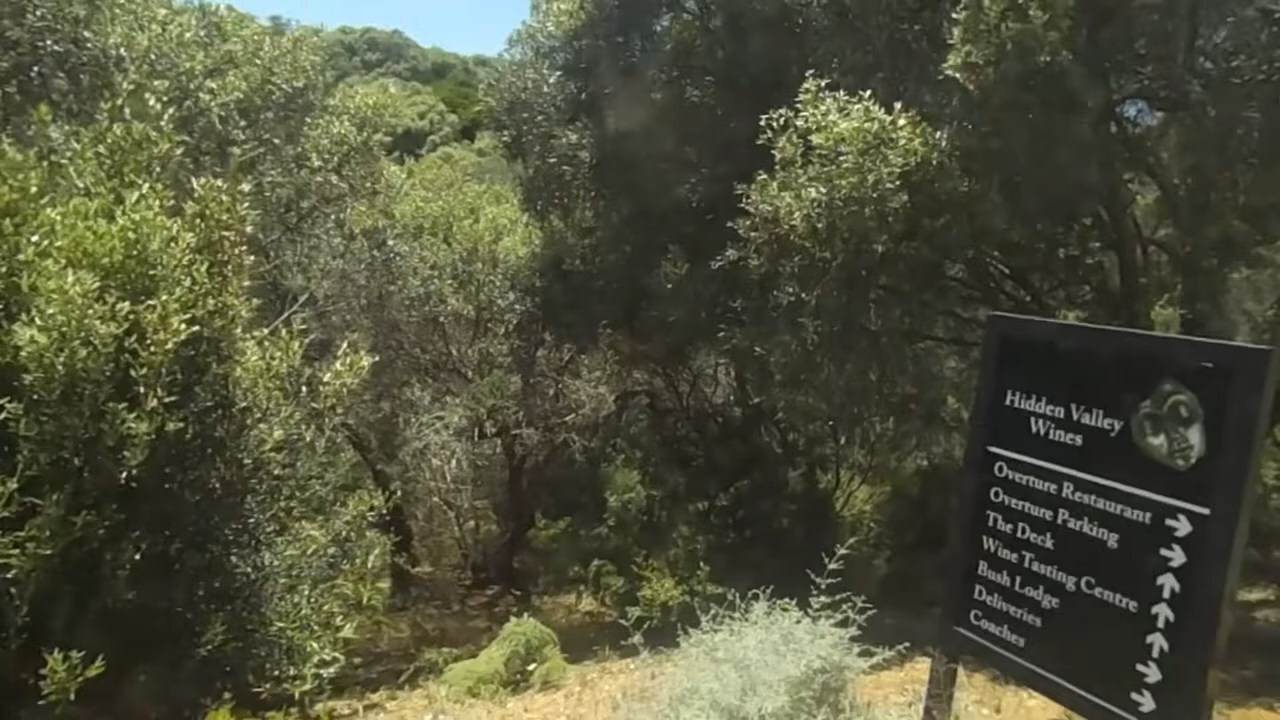 Hidden Valley
Wines
Overture Restaurant
Overture Parking
The Deck
Wine Tasting Centre
Bush Lodge
Deliveries
Coaches